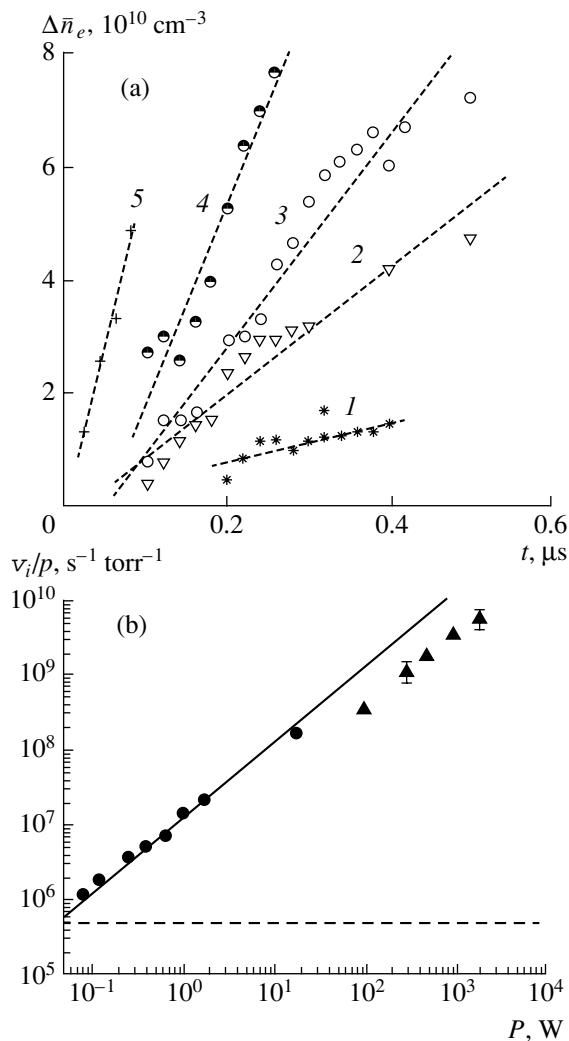 Δn̄ₑ, 10¹⁰ cm⁻³
8
(a)
5
4
6
3
2
4
2
1
0
0.2
0.4
0.6
t, μs
νᵢ/p, s⁻¹ torr⁻¹
10¹⁰
(b)
10⁹
10⁸
10⁷
10⁶
10⁵
10⁻¹ 10⁰ 10¹ 10² 10³ 10⁴
P, W